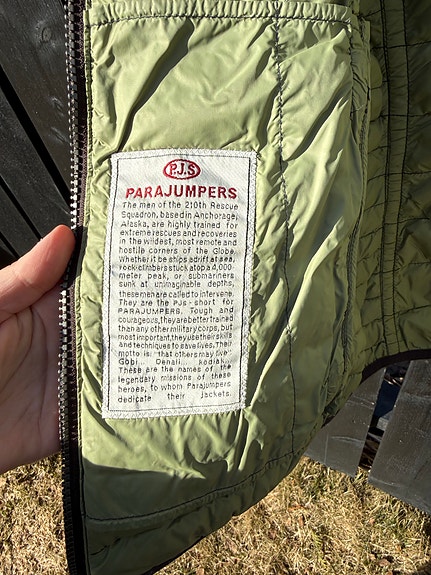 P.J.S
PARAJUMPERS
The men of the 210th Rescue
Squadron, based in Anchorage,
Alaska, are highly trained for
extreme rescues and recoveries
in the wildest, most remote and
hostile corners of the Globe.
Whether it be ships adrift at sea,
rock climbers stuck atop a 4,000
meter peak, or submariners
sunk at unimaginable depths,
these men are called to intervene.
They are the PJs - short for
PARAJUMPERS. Tough and
courageous, they are better trained
than any other military corps, but
most important, they use their skills
and techniques to save lives. Their
motto is: "that others may live"
Gobi... Denali... Kodiak...
These are the names of the
legendary missions of these
heroes, to whom Parajumpers
dedicate their jackets.